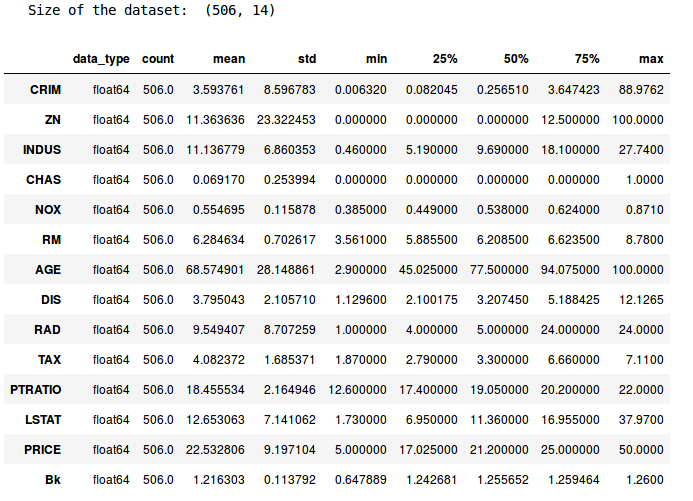 Size of the dataset:  (506, 14)
data_type count mean std min 25% 50% 75% max
CRIM float64 506.0 3.593761 8.596783 0.006320 0.082045 0.256510 3.647423 88.9762
ZN float64 506.0 11.363636 23.322453 0.000000 0.000000 0.000000 12.500000 100.0000
INDUS float64 506.0 11.136779 6.860353 0.460000 5.190000 9.690000 18.100000 27.7400
CHAS float64 506.0 0.069170 0.253994 0.000000 0.000000 0.000000 0.000000 1.0000
NOX float64 506.0 0.554695 0.115878 0.385000 0.449000 0.538000 0.624000 0.8710
RM float64 506.0 6.284634 0.702617 3.561000 5.885500 6.208500 6.623500 8.7800
AGE float64 506.0 68.574901 28.148861 2.900000 45.025000 77.500000 94.075000 100.0000
DIS float64 506.0 3.795043 2.105710 1.129600 2.100175 3.207450 5.188425 12.1265
RAD float64 506.0 9.549407 8.707259 1.000000 4.000000 5.000000 24.000000 24.0000
TAX float64 506.0 4.082372 1.685371 1.870000 2.790000 3.300000 6.660000 7.1100
PTRATIO float64 506.0 18.455534 2.164946 12.600000 17.400000 19.050000 20.200000 22.0000
LSTAT float64 506.0 12.653063 7.141062 1.730000 6.950000 11.360000 16.955000 37.9700
PRICE float64 506.0 22.532806 9.197104 5.000000 17.025000 21.200000 25.000000 50.0000
Bk float64 506.0 1.216303 0.113792 0.647889 1.242681 1.255652 1.259464 1.2600